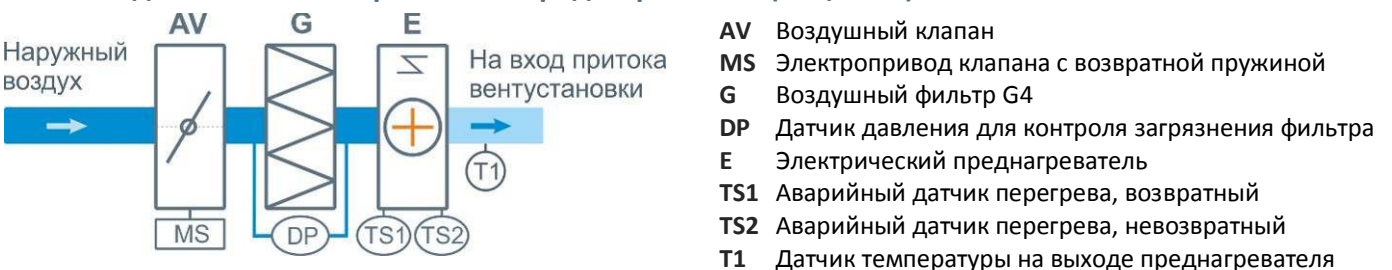 AV G E
Наружный
воздух
На вход притока
вентустановки
T1
MS DP TS1 TS2
AV Воздушный клапан
MS Электропривод клапана с возвратной пружиной
G Воздушный фильтр G4
DP Датчик давления для контроля загрязнения фильтра
E Электрический преднагреватель
TS1 Аварийный датчик перегрева, возвратный
TS2 Аварийный датчик перегрева, невозвратный
T1 Датчик температуры на выходе преднагревателя